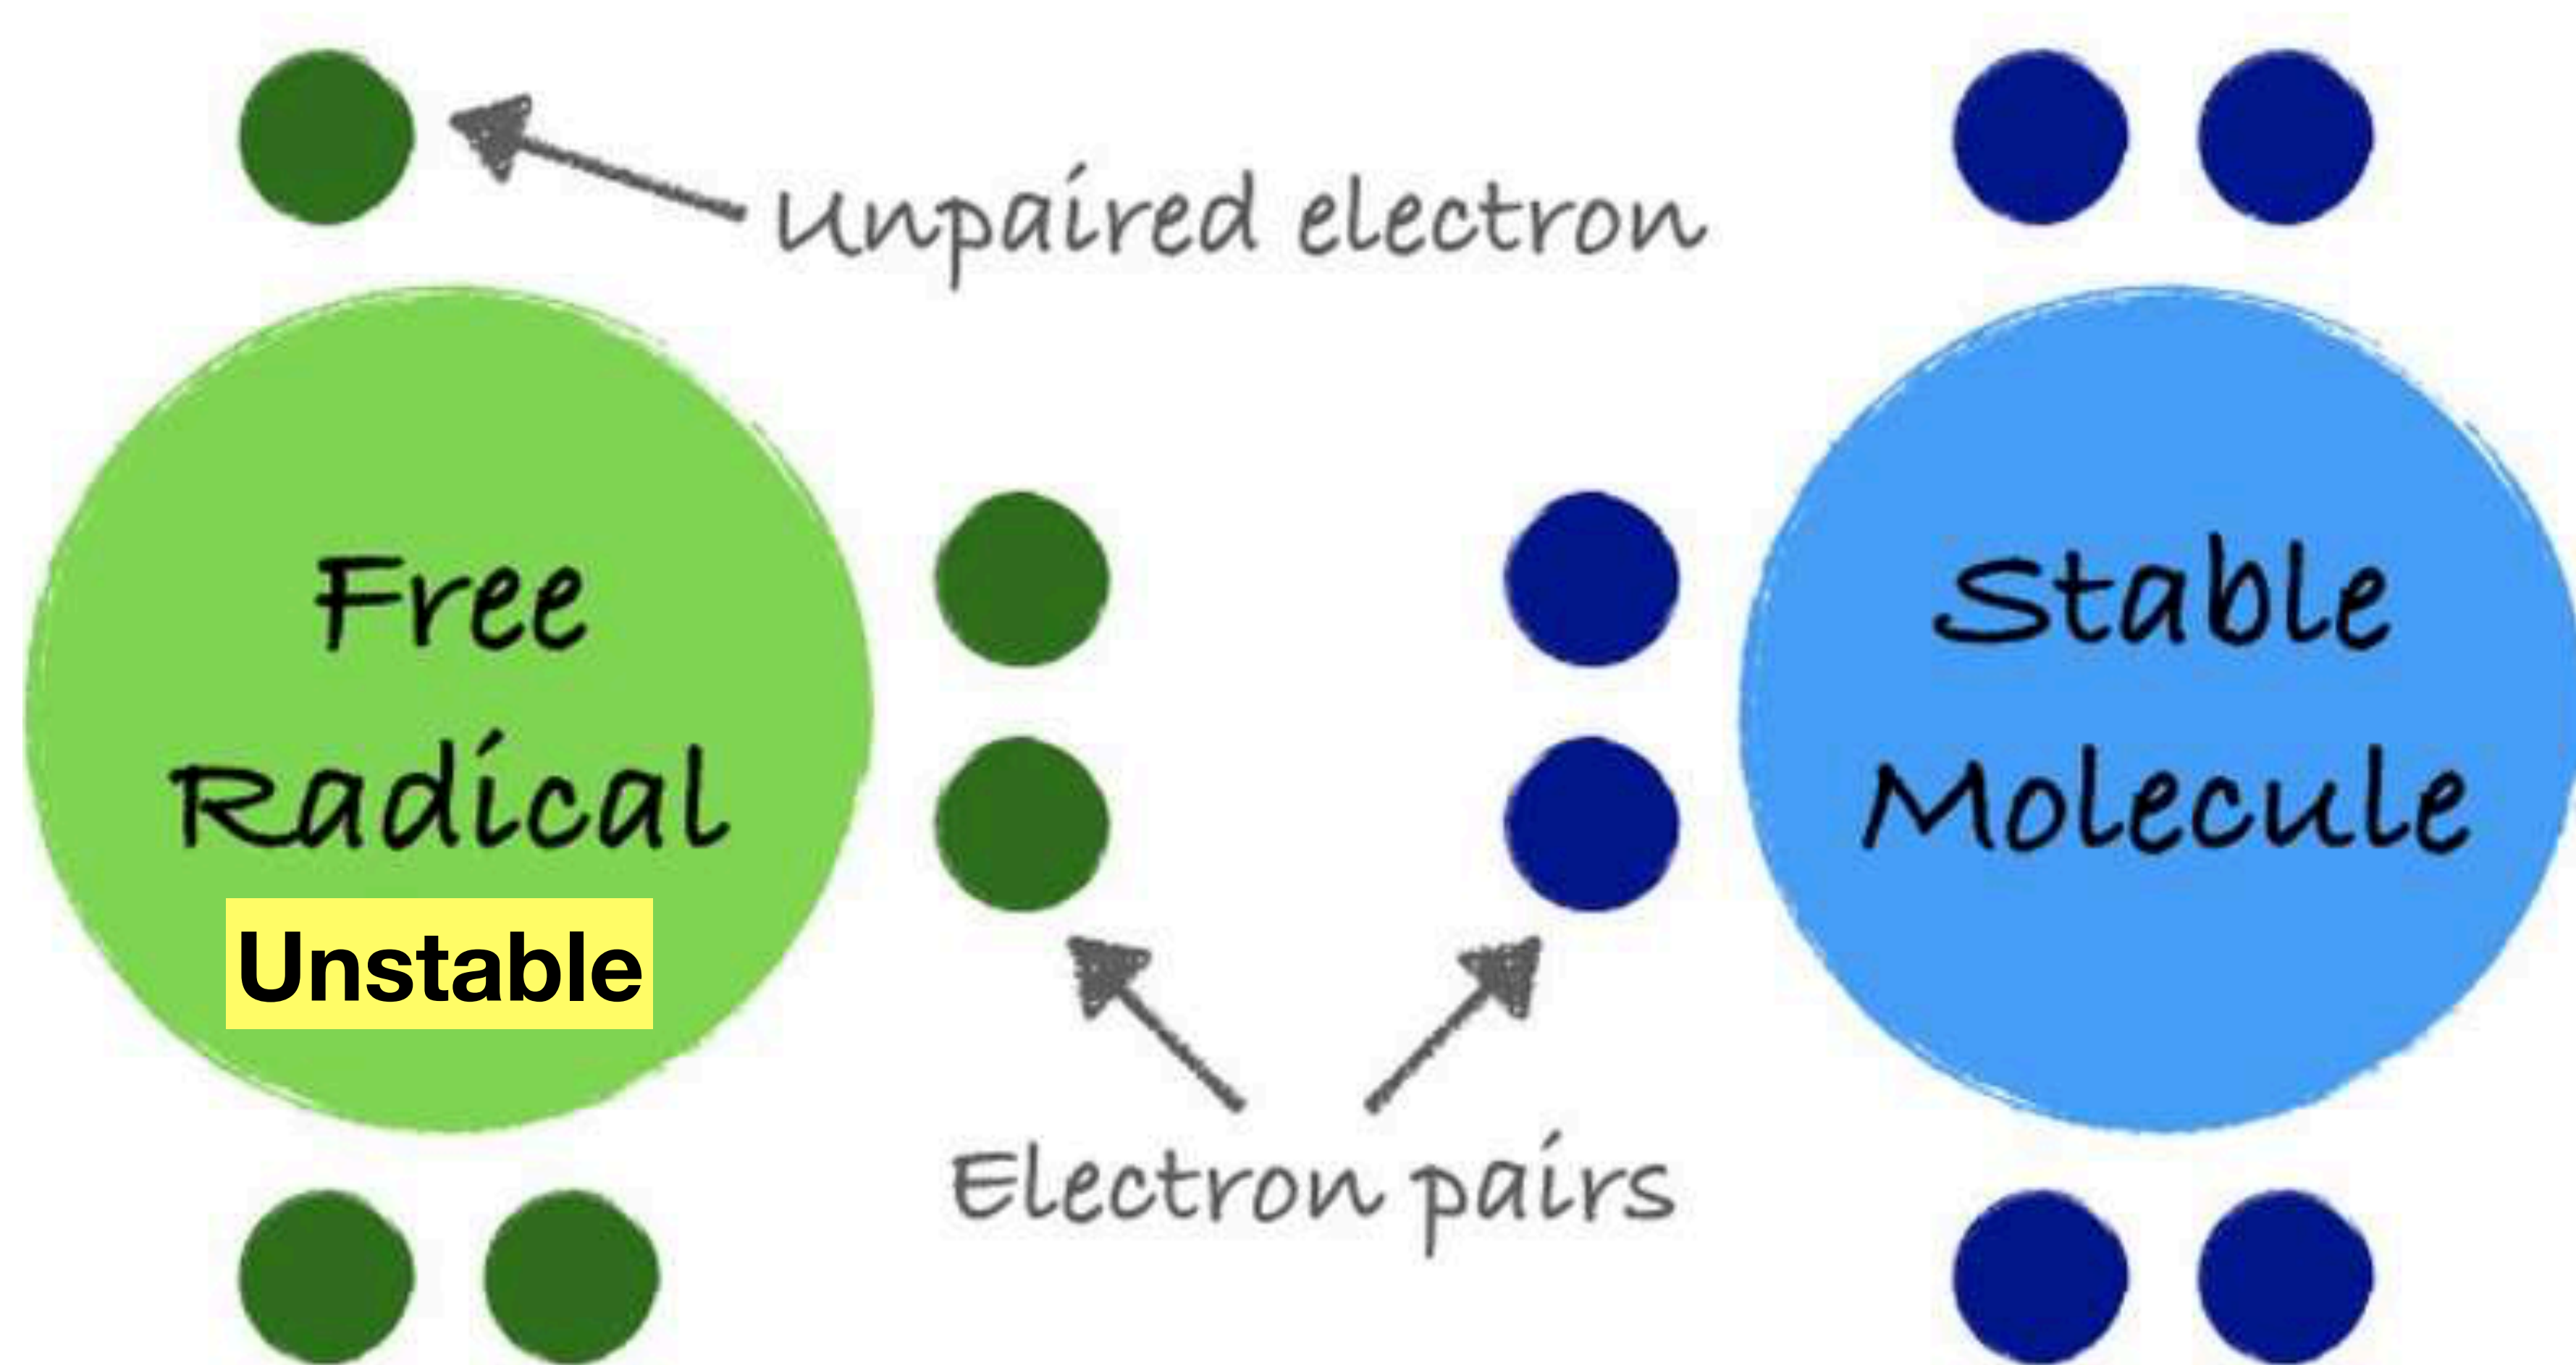 Unpaired electron
Free
Radical
Unstable
Stable
Molecule
Electron pairs